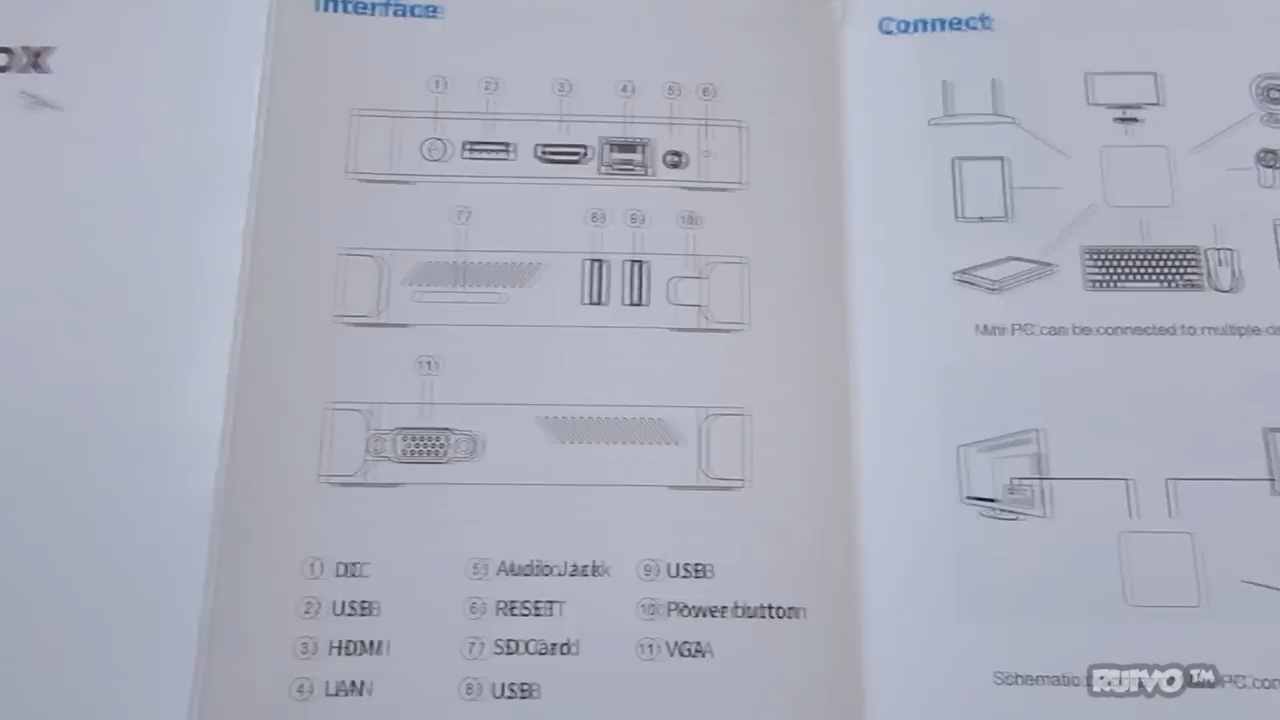 Interface
1 2 3 4 5 6
7 8 9 10
11
1 DC
2 USB
3 HDMI
4 LAN
5 Audio Jack
6 RESET
7 SD Card
8 USB
9 USB
10 Power button
11 VGA
Connect
Mini PC can be connected to multiple
Schematic
PC
RUIVO™